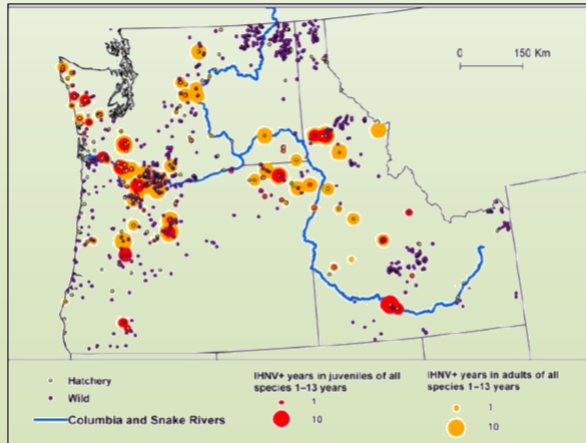 0 150 Km
Hatchery
Wild
Columbia and Snake Rivers
IHNV+ years in juveniles of all
species 1–13 years
1
10
IHNV+ years in adults of all
species 1–13 years
1
10